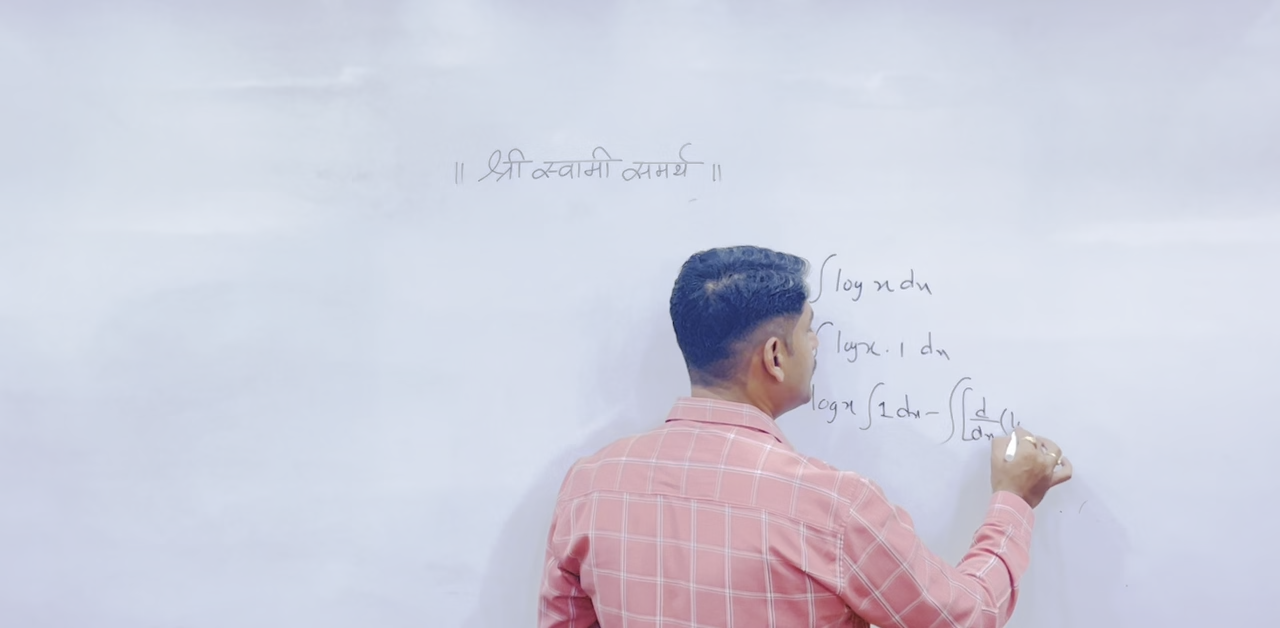 ॥ श्री स्वामी समर्थ ॥
∫ log x dx
∫ log x . 1 dx
log x ∫ 1 dx - ∫ [ d/dx (